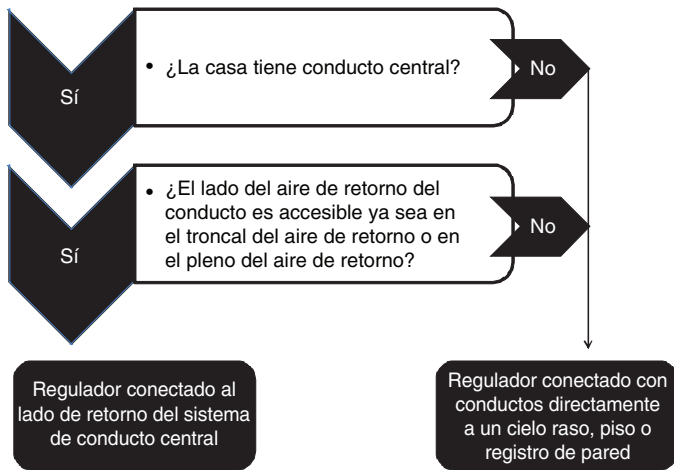 Sí
• ¿La casa tiene conducto central?
No
Sí
• ¿El lado del aire de retorno del
conducto es accesible ya sea en
el troncal del aire de retorno o en
el pleno del aire de retorno?
No
Regulador conectado al
lado de retorno del sistema
de conducto central
Regulador conectado con
conductos directamente
a un cielo raso, piso o
registro de pared